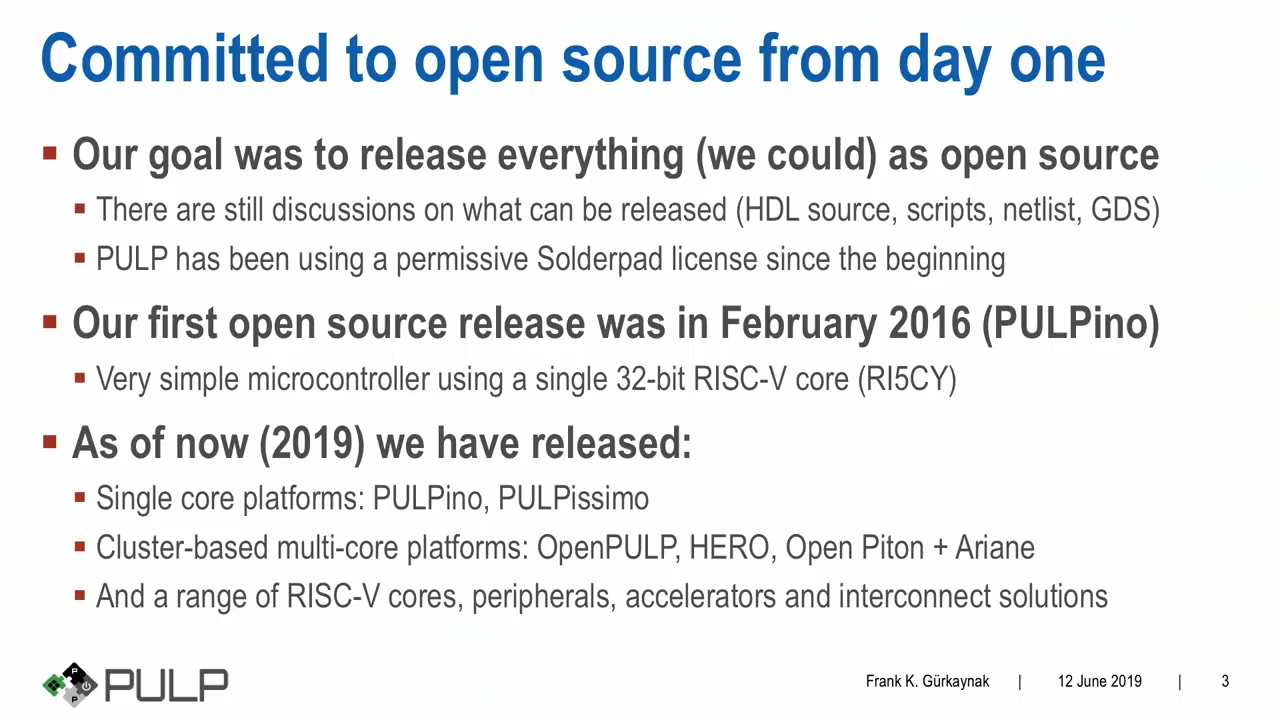 Committed to open source from day one
Our goal was to release everything (we could) as open source
There are still discussions on what can be released (HDL source, scripts, netlist, GDS)
PULP has been using a permissive Solderpad license since the beginning
Our first open source release was in February 2016 (PULPino)
Very simple microcontroller using a single 32-bit RISC-V core (RI5CY)
As of now (2019) we have released:
Single core platforms: PULPino, PULPissimo
Cluster-based multi-core platforms: OpenPULP, HERO, Open Piton + Ariane
And a range of RISC-V cores, peripherals, accelerators and interconnect solutions
P
P
PULP
Frank K. Gürkaynak | 12 June 2019 | 3